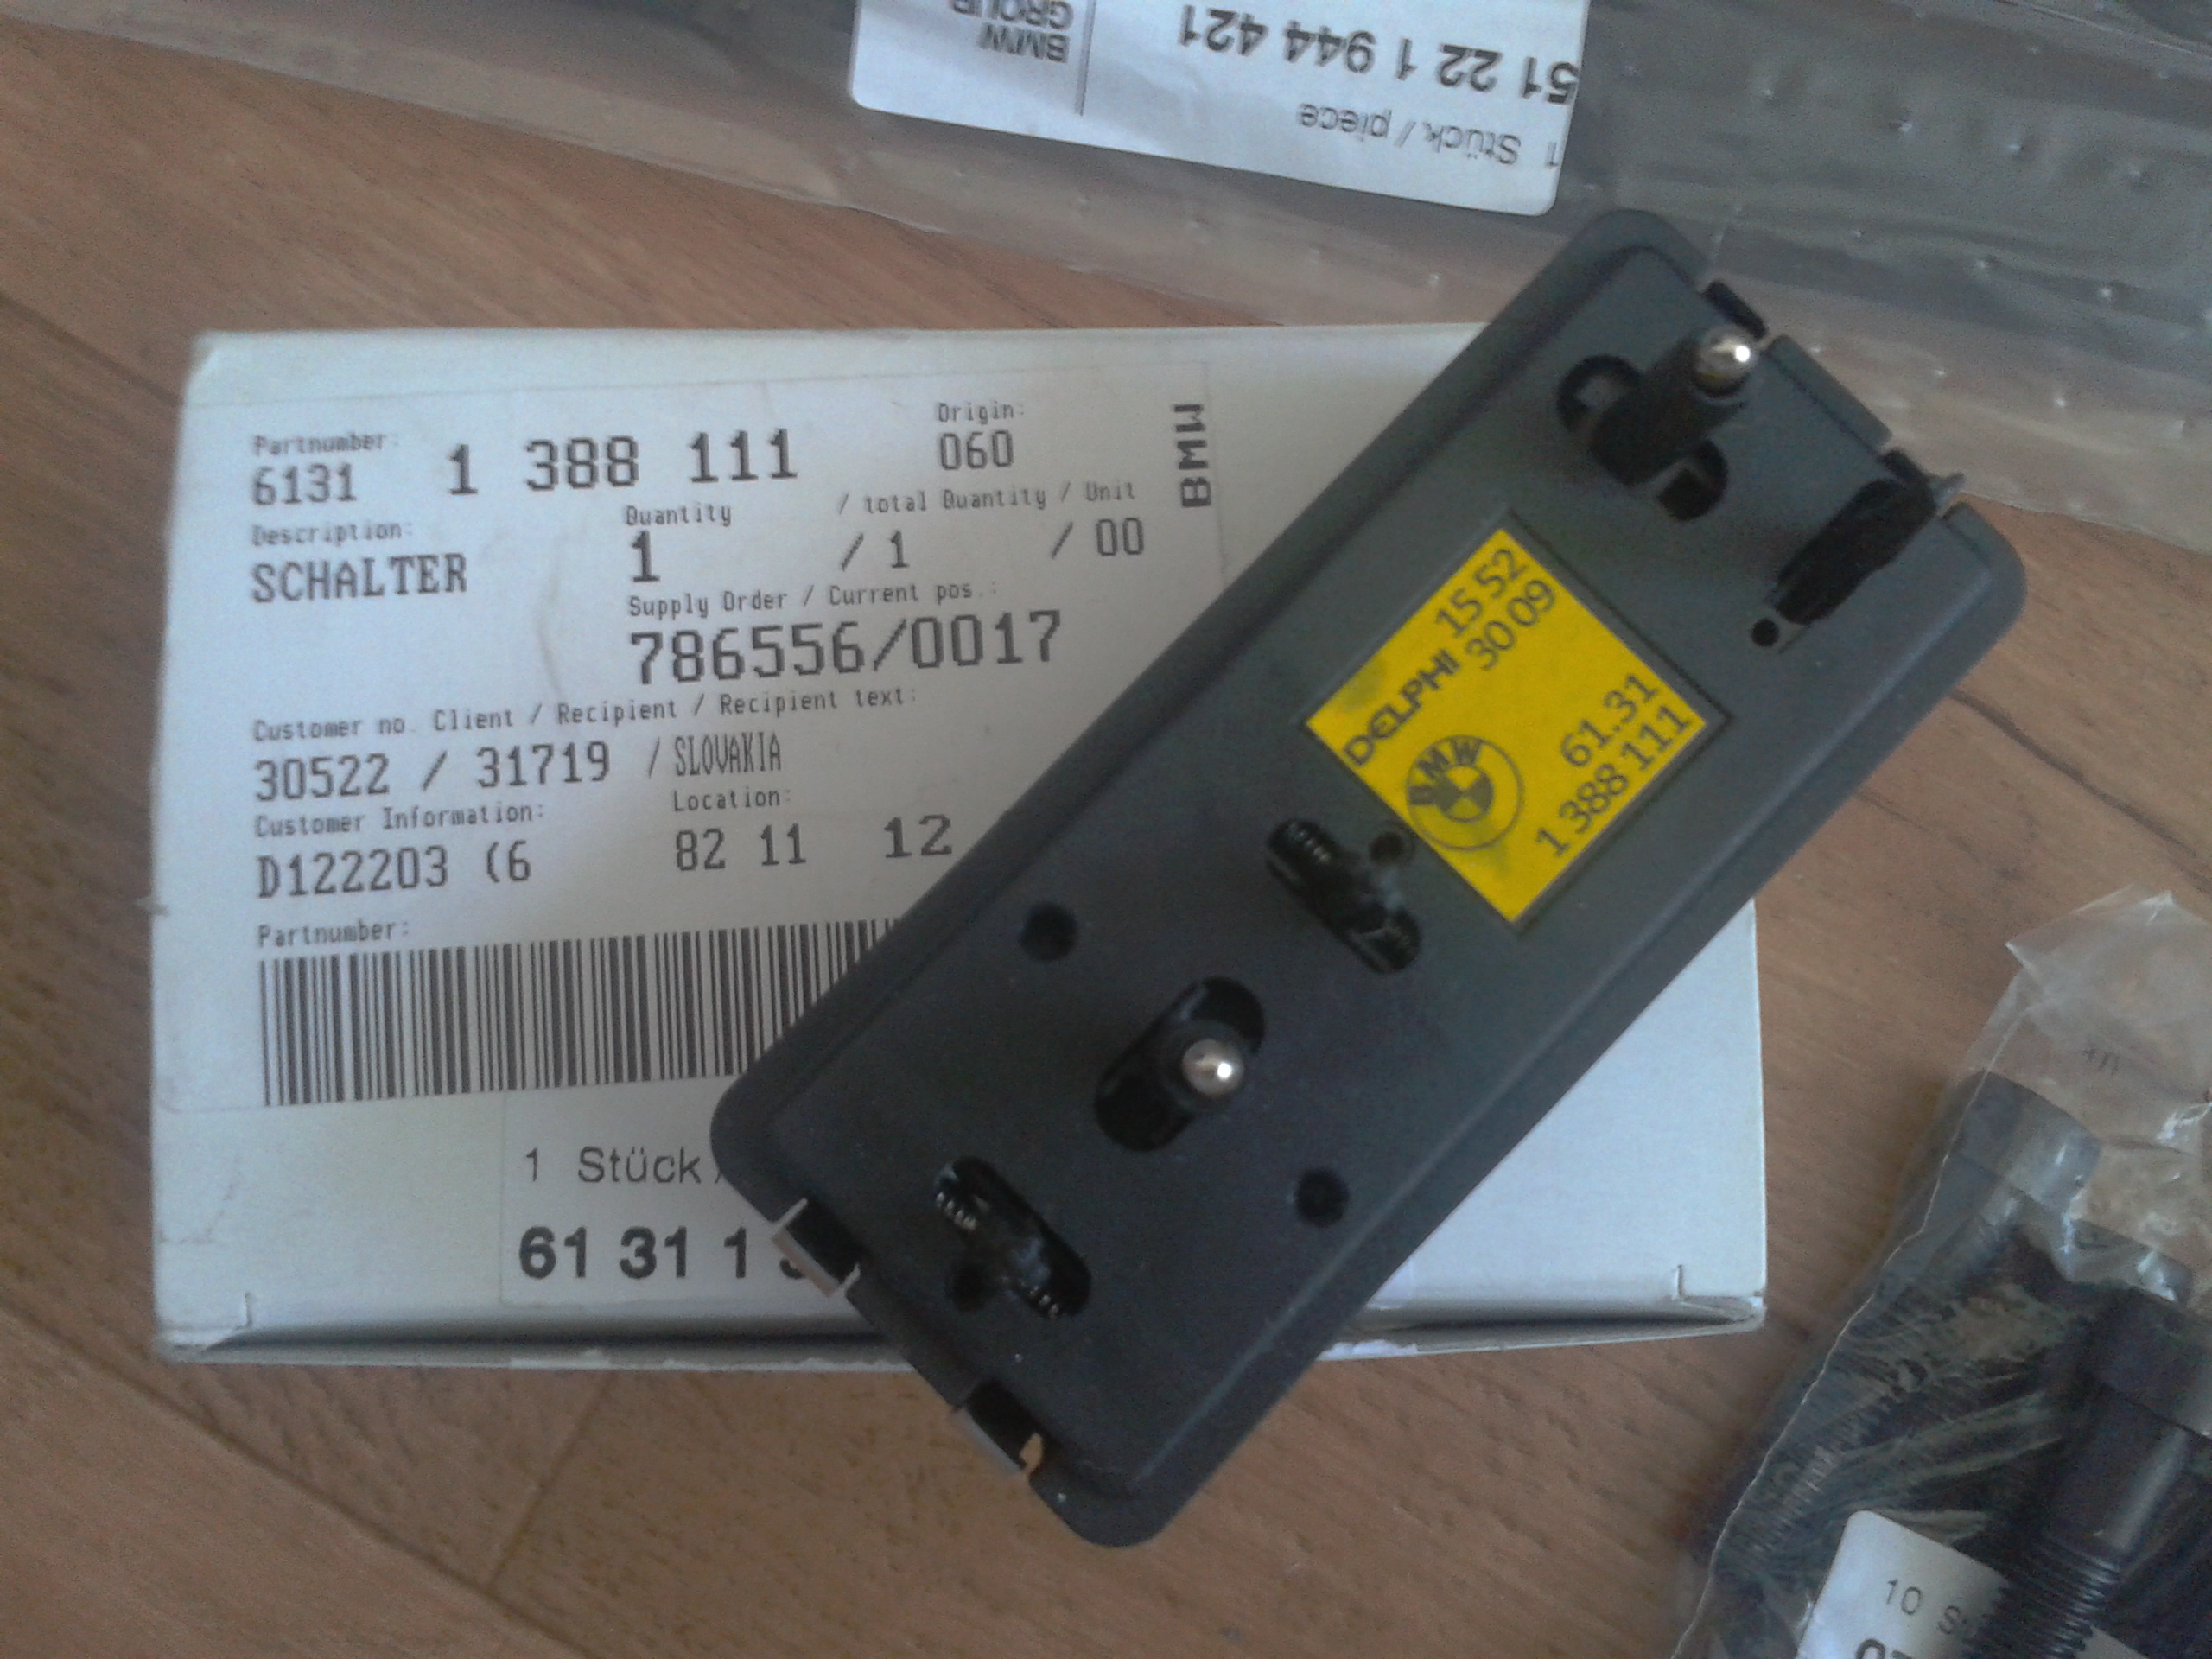 BMW
GROUP
51 22 1 944 421
1 Stück / piece
Partnumber:
6131 1 388 111
Origin:
060
BMW
Description:
SCHALTER
Quantity / total Quantity / Unit
1 / 1 / 00
Supply Order / Current pos.:
786556/0017
Customer no. Client / Recipient / Recipient text:
30522 / 31719 / SLOVAKIA
Customer Information:
D122203 (6
Location:
82 11 12
Partnumber:
1 Stück
61 31 1
DELPHI 15 52
30 09
BMW
61.31
1 388 111
10
07